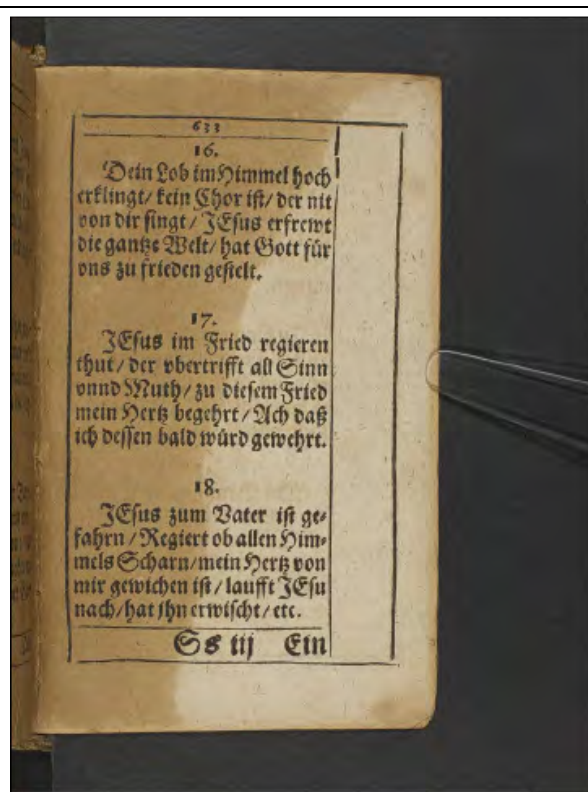 633
16.
Dein Lob im Himmel hoch
erklingt/ kein Chor ist/ der nit
von dir singt/ JEsus erfrewt
die gantze Welt/ hat Gott für
vns zu frieden gestelt.
17.
JEsus im Fried regieren
thut/ der vbertrifft all Sinn
vnnd Muth/ zu diesem Fried
mein Hertz begehrt/ Ach daß
ich dessen bald würd gewehrt.
18.
JEsus zum Vater ist ge-
fahrn/ Regiert ob allen Him-
mels Scharn/ mein Hertz von
mir gewichen ist/ laufft JEsu
nach/ hat ihn erwischt/ etc.
Ss iij Ein